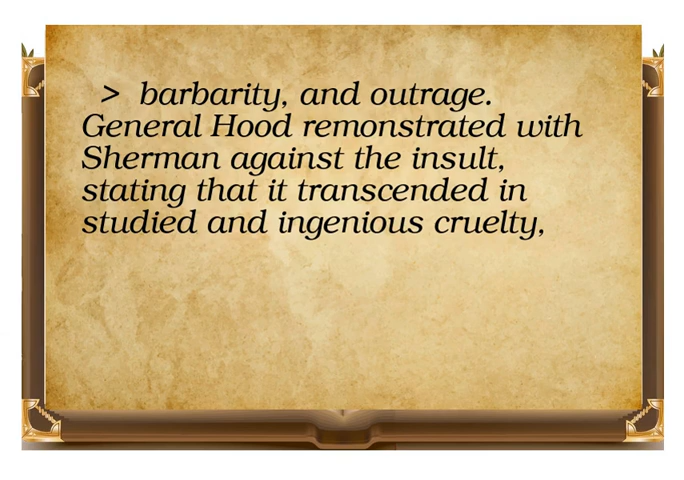 > barbarity, and outrage.
General Hood remonstrated with
Sherman against the insult,
stating that it transcended in
studied and ingenious cruelty,